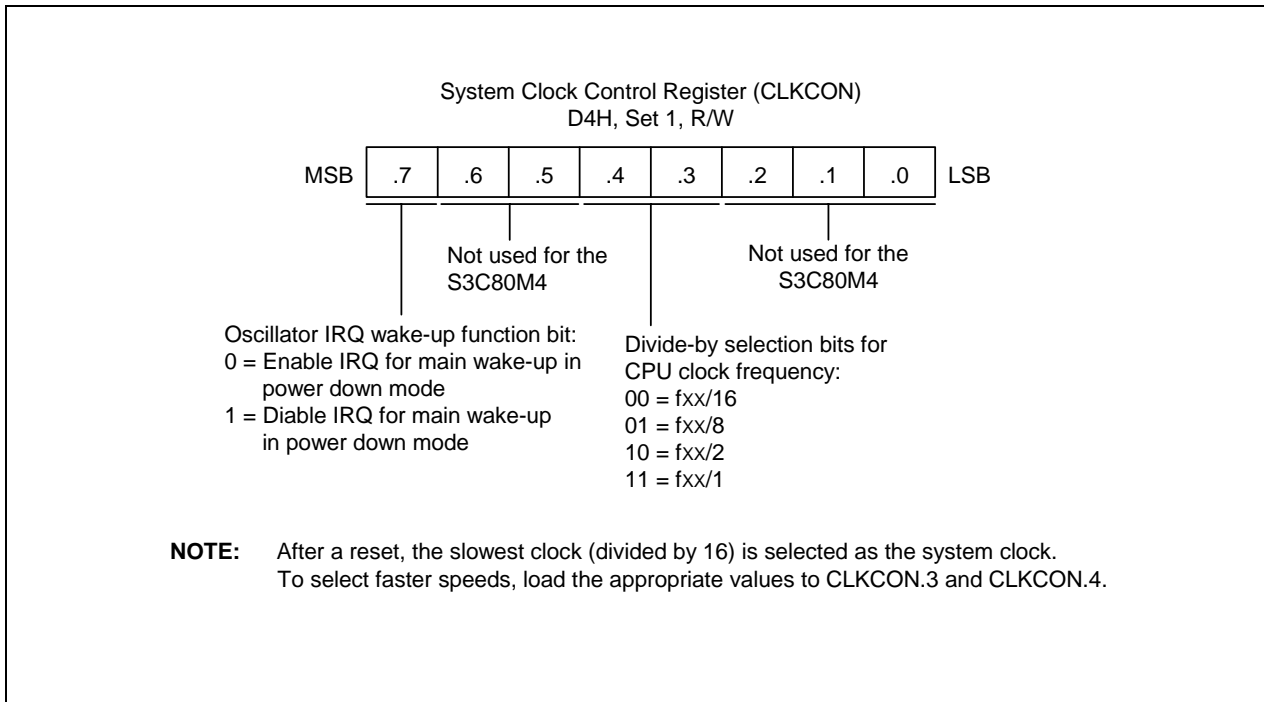 System Clock Control Register (CLKCON)
D4H, Set 1, R/W
MSB .7 .6 .5 .4 .3 .2 .1 .0 LSB
Not used for the
S3C80M4
Not used for the
S3C80M4
Oscillator IRQ wake-up function bit:
0 = Enable IRQ for main wake-up in
power down mode
1 = Diable IRQ for main wake-up
in power down mode
Divide-by selection bits for
CPU clock frequency:
00 = fxx/16
01 = fxx/8
10 = fxx/2
11 = fxx/1
NOTE: After a reset, the slowest clock (divided by 16) is selected as the system clock.
To select faster speeds, load the appropriate values to CLKCON.3 and CLKCON.4.